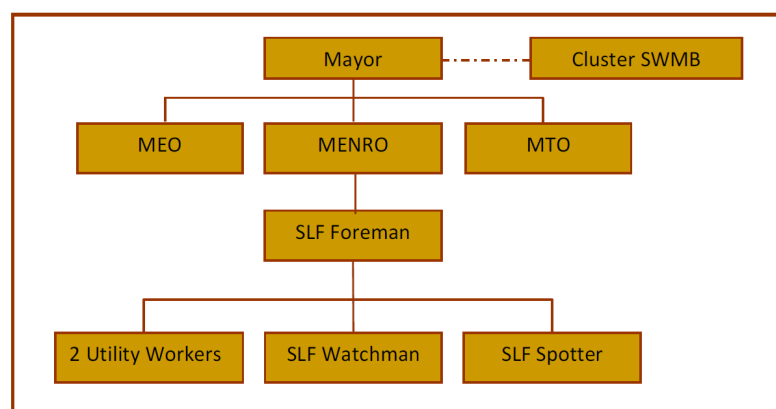 Mayor
Cluster SWMB
MEO
MENRO
MTO
SLF Foreman
2 Utility Workers
SLF Watchman
SLF Spotter